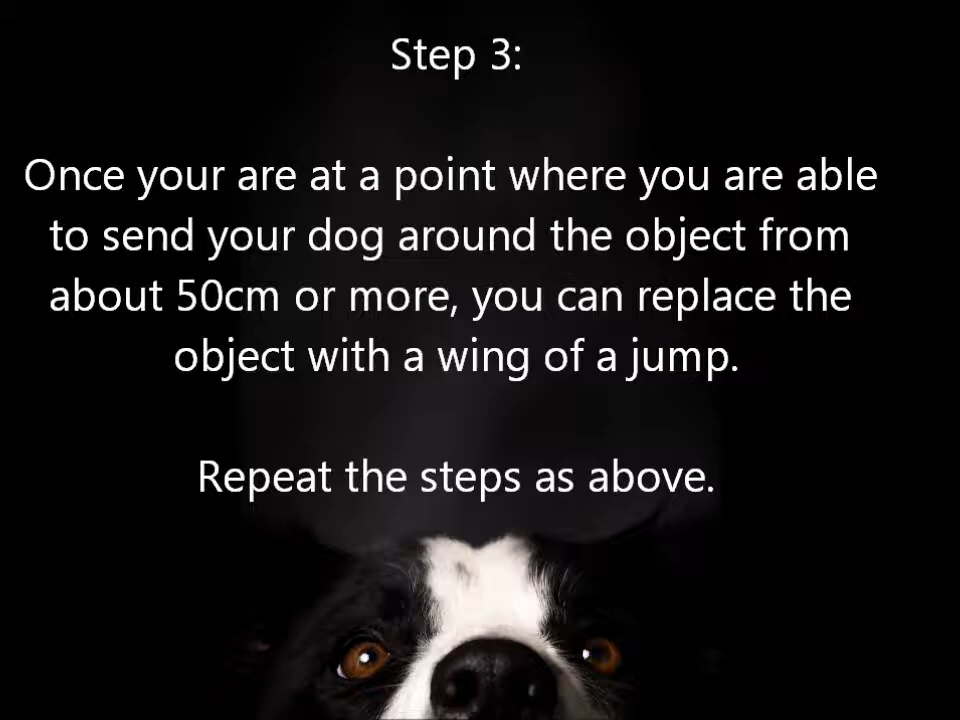 Step 3:
Once your are at a point where you are able
to send your dog around the object from
about 50cm or more, you can replace the
object with a wing of a jump.
Repeat the steps as above.